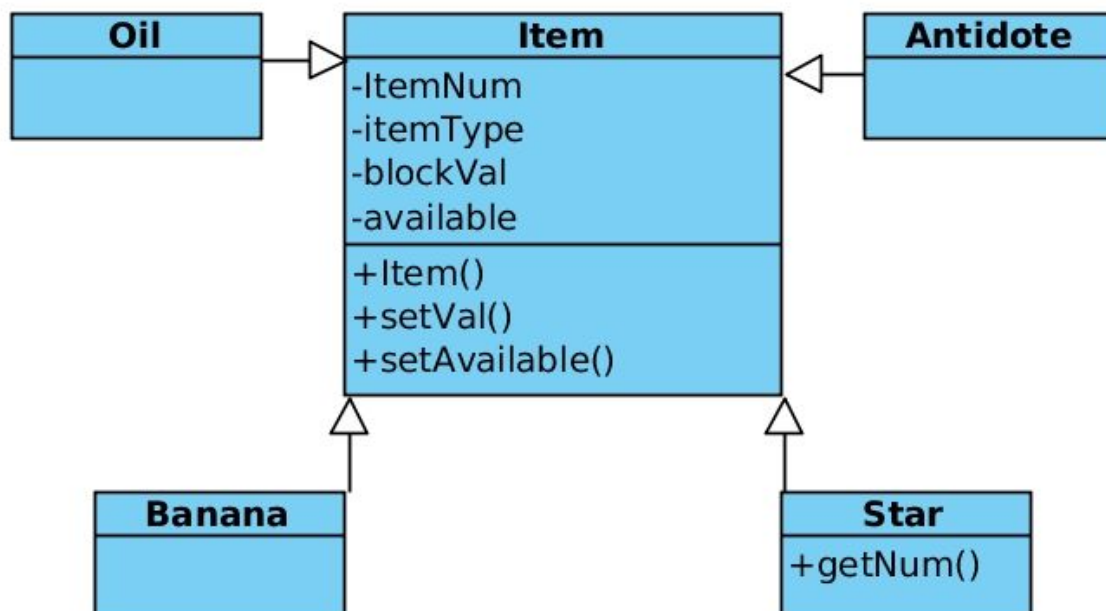 Oil
Item
Antidote
-ItemNum
-itemType
-blockVal
-available
+Item()
+setVal()
+setAvailable()
Banana
Star
+getNum()